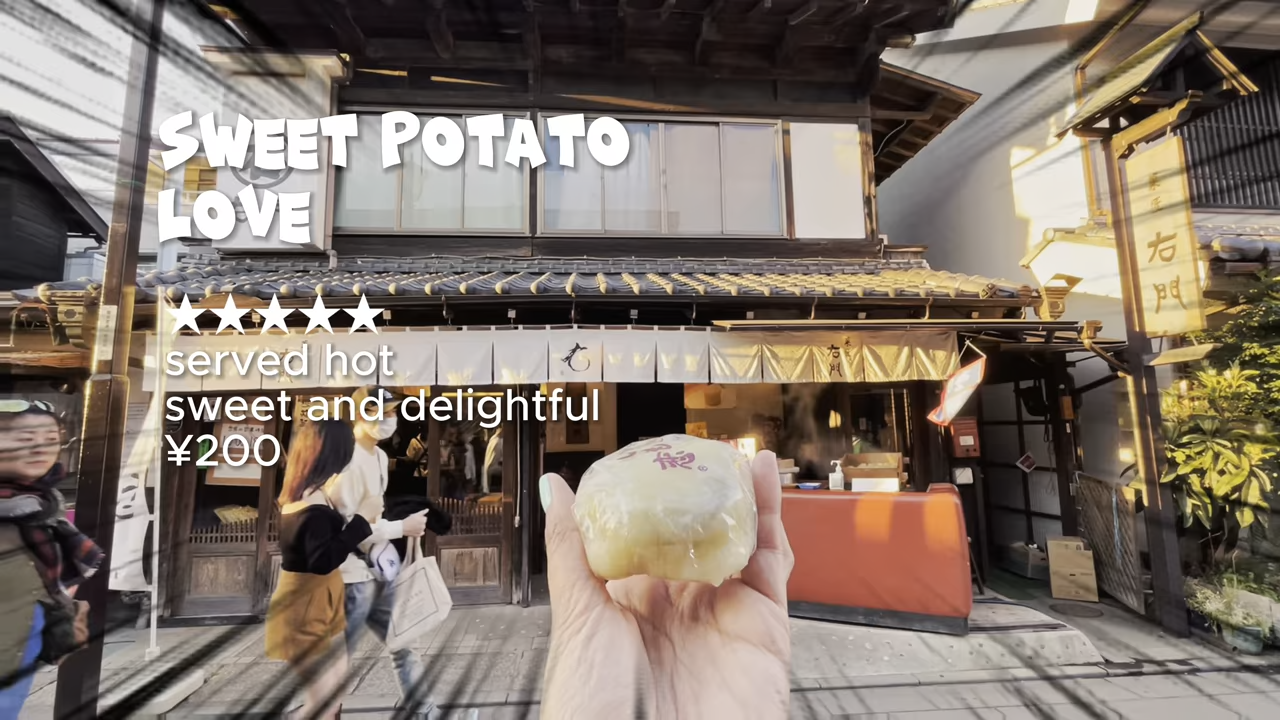 SWEET POTATO
LOVE
★★★★★
served hot
sweet and delightful
¥200
右門
右門